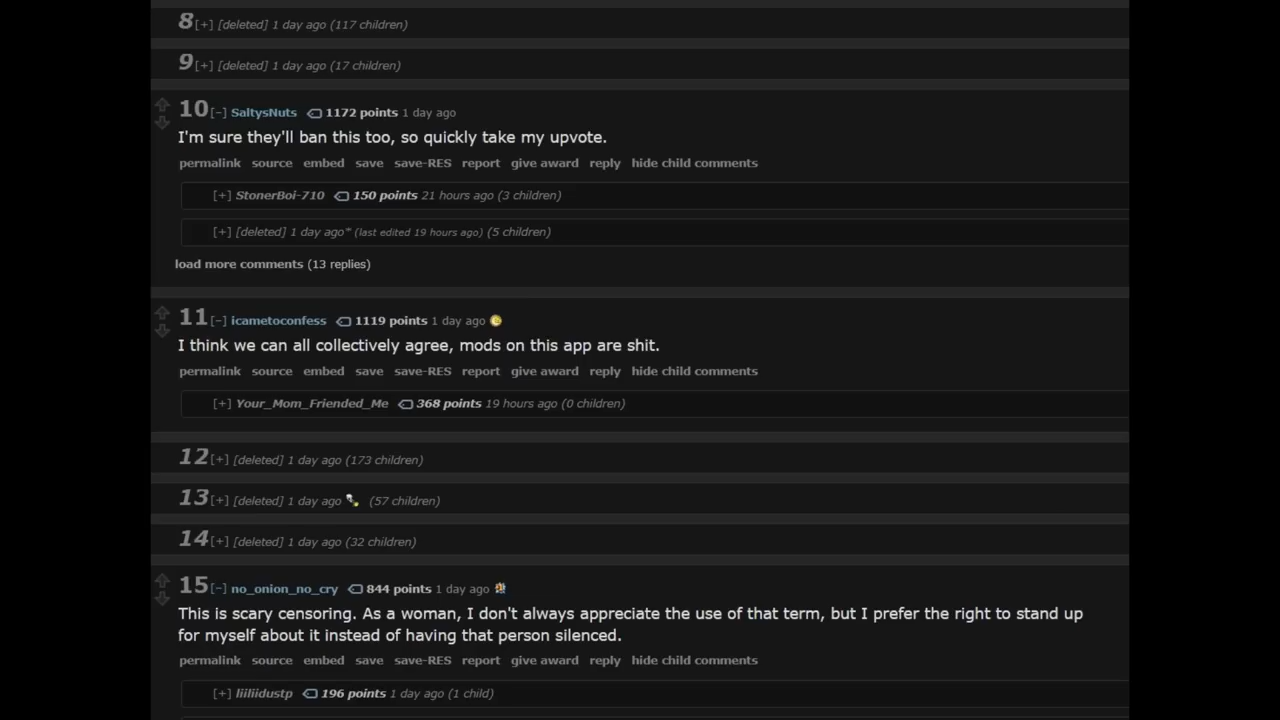 8[+] [deleted] 1 day ago (117 children)
9[+] [deleted] 1 day ago (17 children)
10[−] SaltysNuts 1172 points 1 day ago
I'm sure they'll ban this too, so quickly take my upvote.
permalink source embed save save-RES report give award reply hide child comments
[+] StonerBoi-710 150 points 21 hours ago (3 children)
[+] [deleted] 1 day ago* (last edited 19 hours ago) (5 children)
load more comments (13 replies)
11[−] icametoconfess 1119 points 1 day ago
I think we can all collectively agree, mods on this app are shit.
permalink source embed save save-RES report give award reply hide child comments
[+] Your_Mom_Friended_Me 368 points 19 hours ago (0 children)
12[+] [deleted] 1 day ago (173 children)
13[+] [deleted] 1 day ago (57 children)
14[+] [deleted] 1 day ago (32 children)
15[−] no_onion_no_cry 844 points 1 day ago
This is scary censoring. As a woman, I don't always appreciate the use of that term, but I prefer the right to stand up
for myself about it instead of having that person silenced.
permalink source embed save save-RES report give award reply hide child comments
[+] liiliidustp 196 points 1 day ago (1 child)